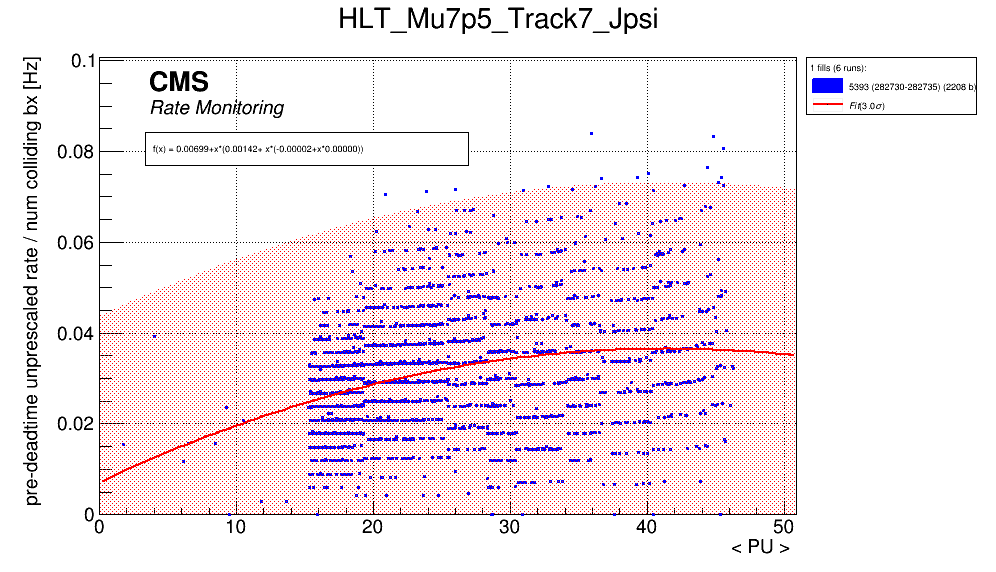 HLT_Mu7p5_Track7_Jpsi
pre-deadtime unprescaled rate / num colliding bx [Hz]
0.1
0.08
0.06
0.04
0.02
0
CMS
Rate Monitoring
f(x) = 0.00699+x*(0.00142+ x*(-0.00002+x*0.00000))
1 fills (6 runs):
5393 (282730-282735) (2208 b)
Fit(3.0σ)
0 10 20 30 40 50
< PU >